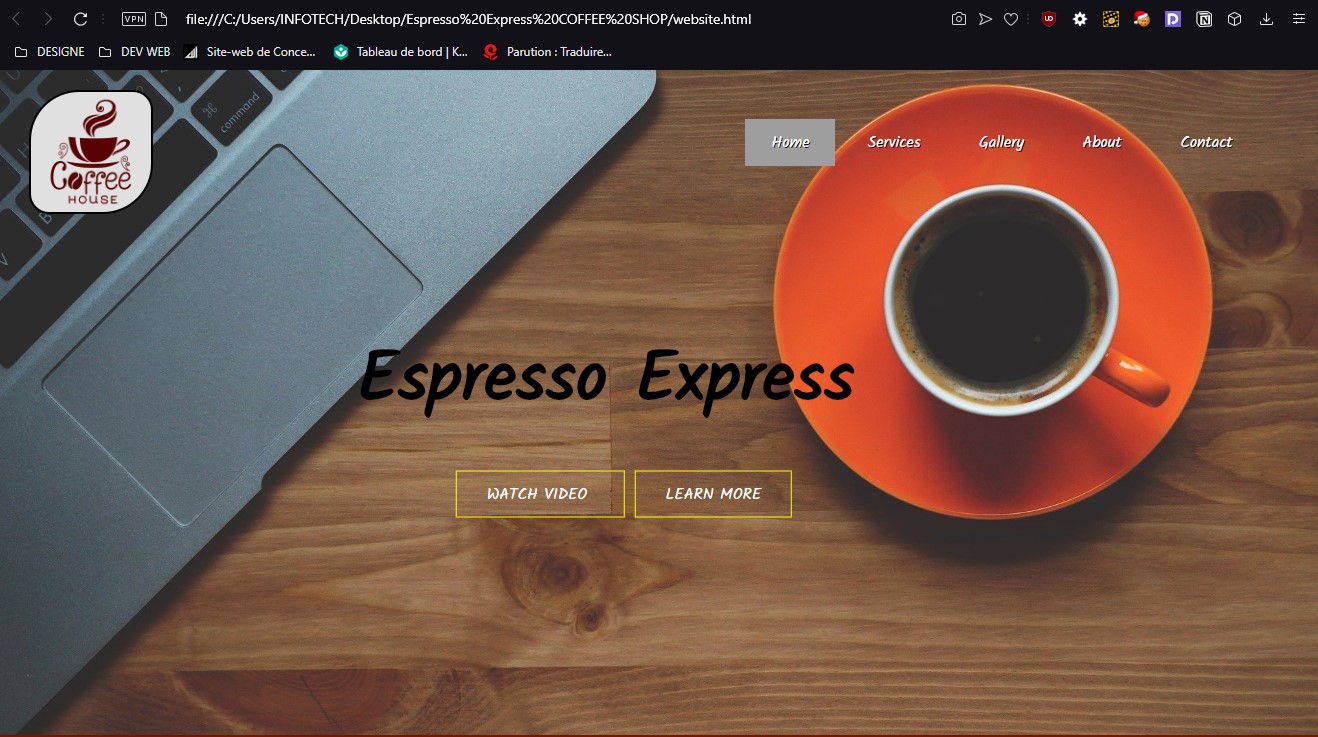 VPN
file:///C:/Users/INFOTECH/Desktop/Espresso%20Express%20COFFEE%20SHOP/website.html
DESIGNE
DEV WEB
Site-web de Conce...
Tableau de bord | K...
Parution : Traduire...
⌘
command
Coffee
HOUSE
Home
Services
Gallery
About
Contact
H
B
V
Espresso Express
WATCH VIDEO
LEARN MORE